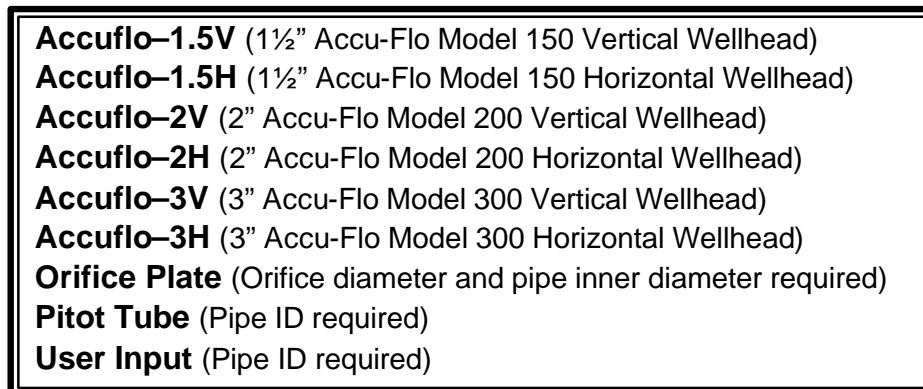 Accuflo–1.5V (1½” Accu-Flo Model 150 Vertical Wellhead)
Accuflo–1.5H (1½” Accu-Flo Model 150 Horizontal Wellhead)
Accuflo–2V (2” Accu-Flo Model 200 Vertical Wellhead)
Accuflo–2H (2” Accu-Flo Model 200 Horizontal Wellhead)
Accuflo–3V (3” Accu-Flo Model 300 Vertical Wellhead)
Accuflo–3H (3” Accu-Flo Model 300 Horizontal Wellhead)
Orifice Plate (Orifice diameter and pipe inner diameter required)
Pitot Tube (Pipe ID required)
User Input (Pipe ID required)